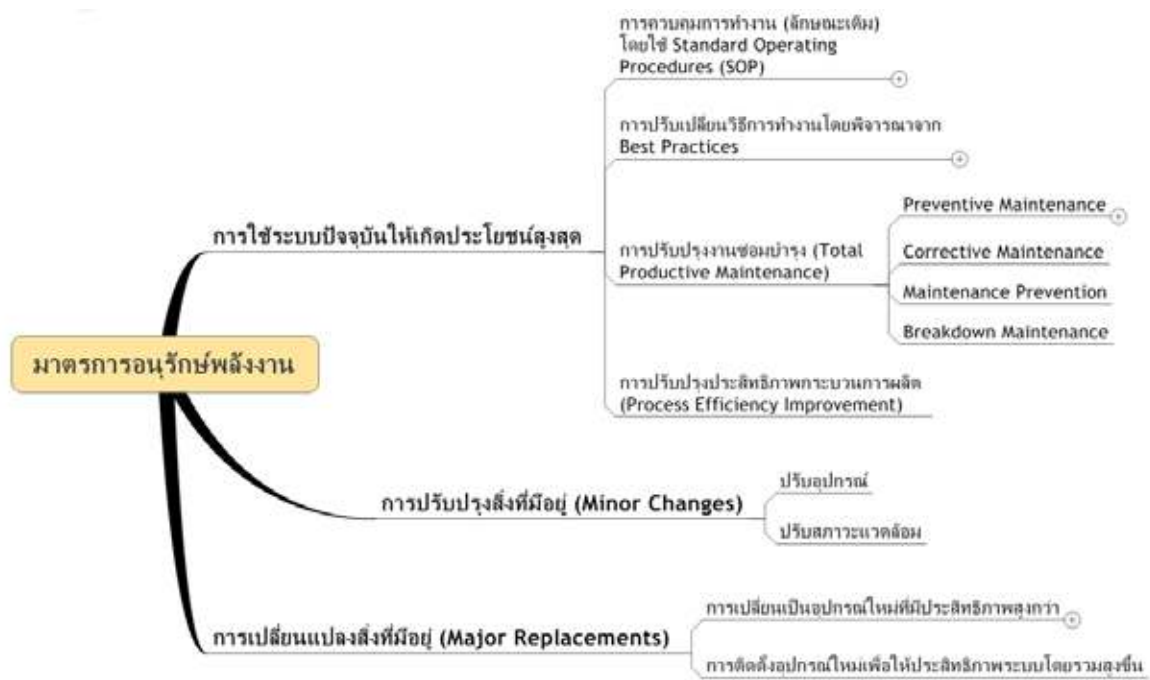 การควบคุมการทำงาน (ลักษณะเดิม)
โดยใช้ Standard Operating
Procedures (SOP)
การปรับเปลี่ยนวิธีการทำงานโดยพิจารณาจาก
Best Practices
การใช้ระบบปัจจุบันให้เกิดประโยชน์สูงสุด
การปรับปรุงงานซ่อมบำรุง (Total
Productive Maintenance)
Preventive Maintenance
Corrective Maintenance
Maintenance Prevention
Breakdown Maintenance
การปรับปรุงประสิทธิภาพกระบวนการผลิต
(Process Efficiency Improvement)
มาตรการอนุรักษ์พลังงาน
การปรับปรุงสิ่งที่มีอยู่ (Minor Changes)
ปรับอุปกรณ์
ปรับสภาวะแวดล้อม
การเปลี่ยนแปลงสิ่งที่มีอยู่ (Major Replacements)
การเปลี่ยนเป็นอุปกรณ์ใหม่ที่มีประสิทธิภาพสูงกว่า
การติดตั้งอุปกรณ์ใหม่เพื่อให้ประสิทธิภาพระบบโดยรวมสูงขึ้น